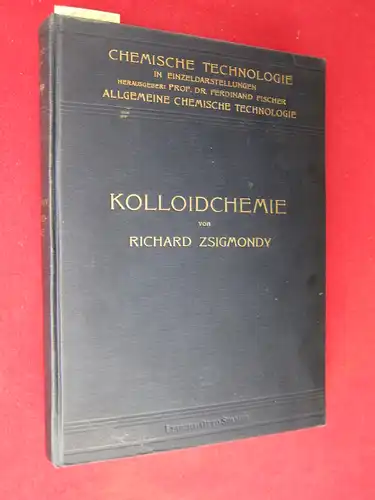 CHEMISCHE TECHNOLOGIE
IN EINZELDARSTELLUNGEN
HERAUSGEBER: PROF. DR. FERDINAND FISCHER
ALLGEMEINE CHEMISCHE TECHNOLOGIE
KOLLOIDCHEMIE
VON
RICHARD ZSIGMONDY